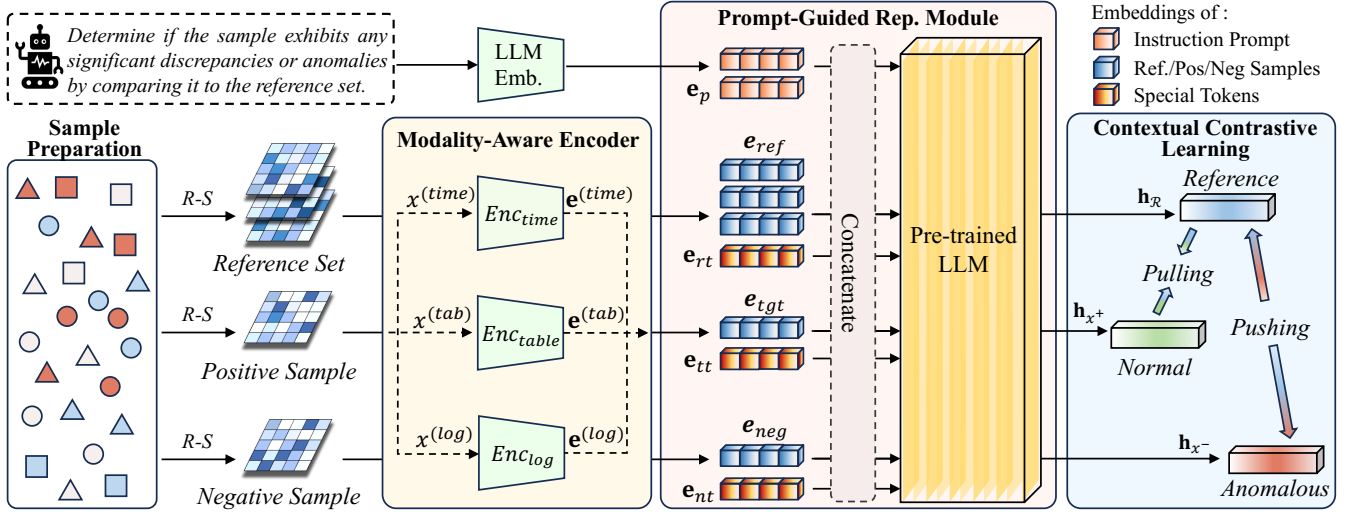 Determine if the sample exhibits any
significant discrepancies or anomalies
by comparing it to the reference set.
LLM
Emb.
Prompt-Guided Rep. Module
e_p
Embeddings of :
Instruction Prompt
Ref./Pos/Neg Samples
Special Tokens
Sample
Preparation
R-S
Reference Set
R-S
Positive Sample
R-S
Negative Sample
Modality-Aware Encoder
x^(time)
Enc_time
e^(time)
x^(tab)
Enc_table
e^(tab)
x^(log)
Enc_log
e^(log)
e_ref
e_rt
e_tgt
e_tt
e_neg
e_nt
Concatenate
Pre-trained
LLM
Contextual Contrastive
Learning
Reference
h_ℛ
Pulling
h_x⁺
Normal
Pushing
h_x⁻
Anomalous